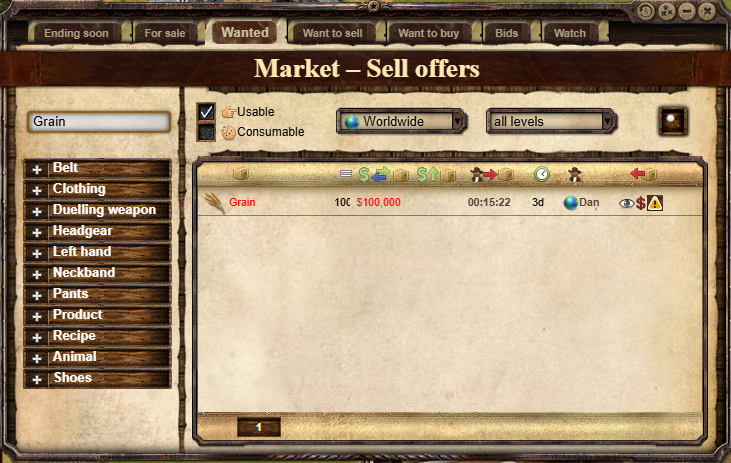 Ending soon
For sale
Wanted
Want to sell
Want to buy
Bids
Watch
Market – Sell offers
Grain
Usable
Consumable
Worldwide
all levels
Belt
Clothing
Duelling weapon
Headgear
Left hand
Neckband
Pants
Product
Recipe
Animal
Shoes
Grain 100 $100,000 00:15:22 3d Dan $
1